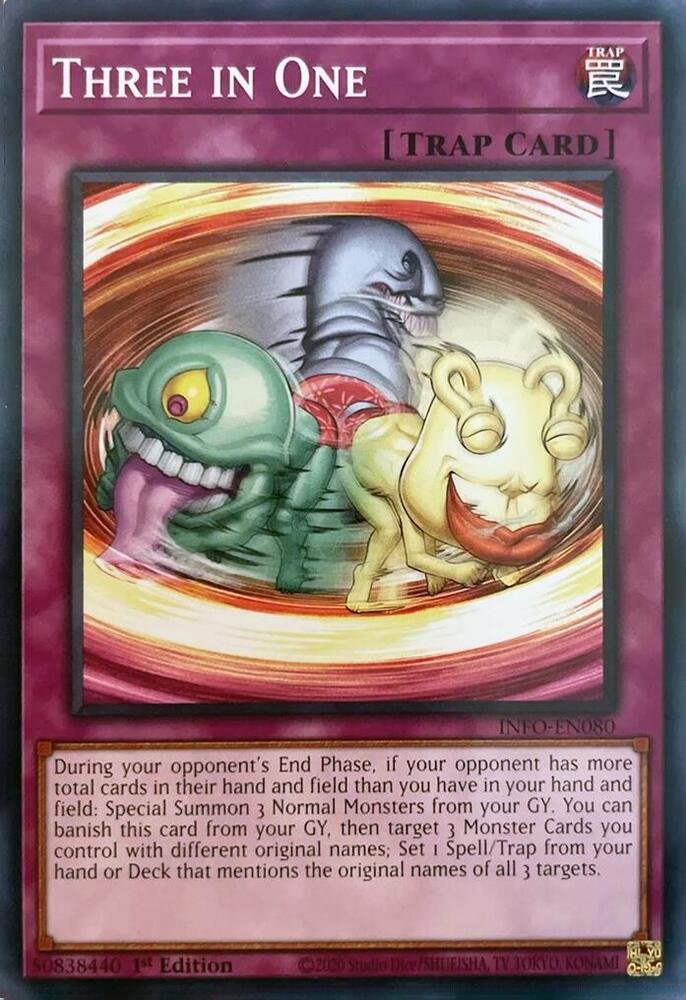 THREE IN ONE
TRAP
罠
[TRAP CARD]
INFO-EN080
During your opponent's End Phase, if your opponent has more
total cards in their hand and field than you have in your hand and
field: Special Summon 3 Normal Monsters from your GY. You can
banish this card from your GY, then target 3 Monster Cards you
control with different original names; Set 1 Spell/Trap from your
hand or Deck that mentions the original names of all 3 targets.
50838440 1st Edition ©2020 Studio Dice/SHUEISHA, TV TOKYO, KONAMI